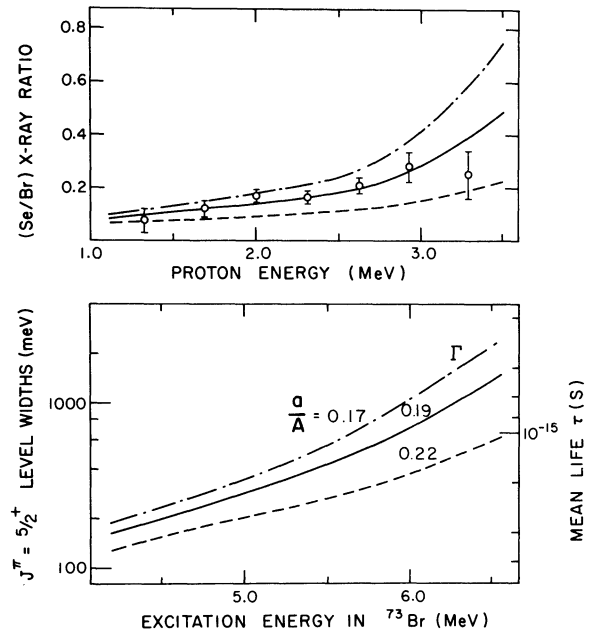 (Se/Br) X-RAY RATIO
0.8
0.6
0.4
0.2
1.0 2.0 3.0
PROTON ENERGY (MeV)
J^π = 5/2^+ LEVEL WIDTHS (meV)
1000
100
Γ
a/A = 0.17
0.19
0.22
10^-15
MEAN LIFE τ (S)
5.0 6.0
EXCITATION ENERGY IN ^73Br (MeV)